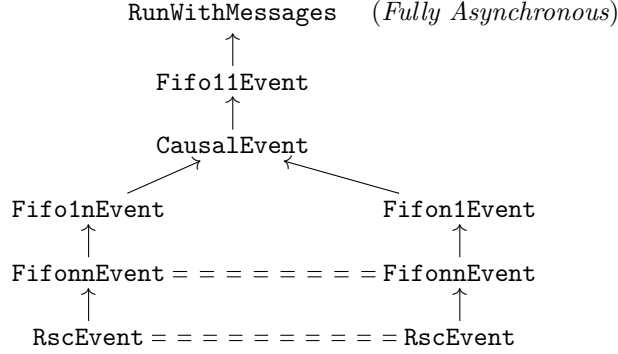 RunWithMessages (Fully Asynchronous)
Fifo11Event
CausalEvent
Fifo1nEvent Fifon1Event
FifonnEvent = = = = = = = = FifonnEvent
RscEvent = = = = = = = = = = RscEvent